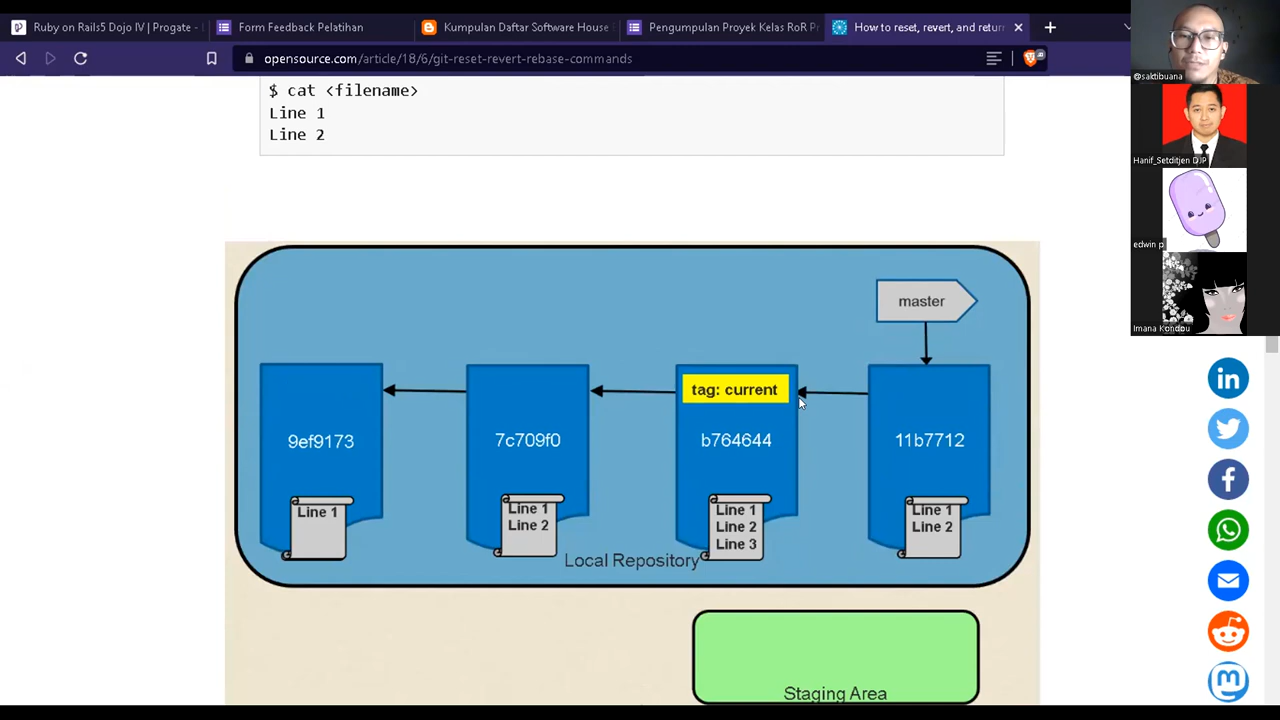 Ruby on Rails5 Dojo IV | Progate -
Form Feedback Pelatihan
Kumpulan Daftar Software House
Pengumpulan Proyek Kelas RoR P
How to reset, revert, and retur
opensource.com/article/18/6/git-reset-revert-rebase-commands
@saktibuana
Hanif_Setditjen DJP
edwin p
Imana Kondou
$ cat <filename>
Line 1
Line 2
master
tag: current
9ef9173
7c709f0
b764644
11b7712
Line 1
Line 1
Line 2
Line 1
Line 2
Line 3
Line 1
Line 2
Local Repository
Staging Area